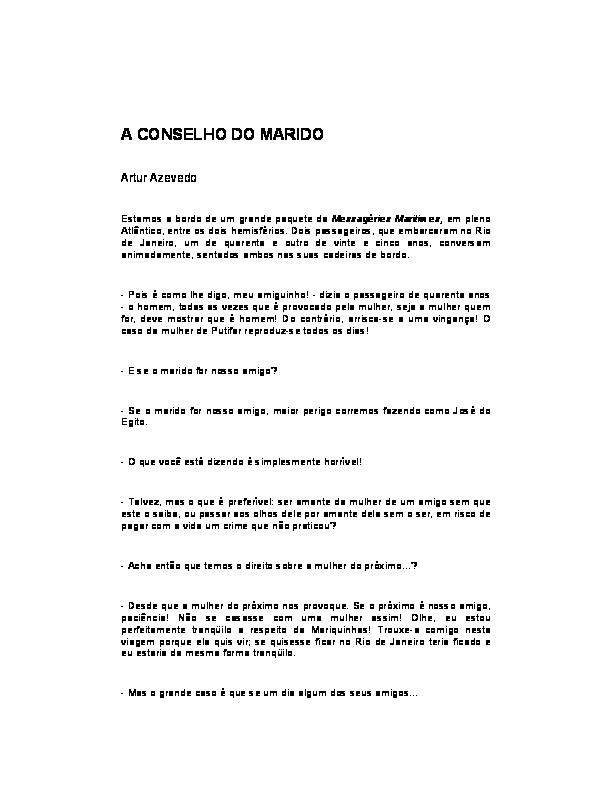 A CONSELHO DO MARIDO
Artur Azevedo
Estamos a bordo de um grande paquete da Messagéries Maritimes, em pleno
Atlântico, entre os dois hemisférios. Dois passageiros, que embarcaram no Rio
de Janeiro, um de quarenta e outro de vinte e cinco anos, conversam
animadamente, sentados ambos nas suas cadeiras de bordo.
- Pois é como lhe digo, meu amiguinho! - dizia o passageiro de quarenta anos
- o homem, todas as vezes que é provocado pela mulher, seja a mulher quem
for, deve mostrar que é homem! Do contrário, arrisca-se a uma vingança! O
caso da mulher de Putifar reproduz-se todos os dias!
- E se o marido for nosso amigo?
- Se o marido for nosso amigo, maior perigo corremos fazendo como José do
Egito.
- O que você está dizendo é simplesmente horrível!
- Talvez, mas o que é preferível: ser amante da mulher de um amigo sem que
este o saiba, ou passar aos olhos dele por amante dela sem o ser, em risco de
pagar com a vida um crime que não praticou?
- Acha então que temos o direito sobre a mulher do próximo...?
- Desde que a mulher do próximo nos provoque. Se o próximo é nosso amigo,
paciência! Não se casasse com uma mulher assim! Olhe, eu estou
perfeitamente tranqüilo a respeito da Mariquinhas! Trouxe-a comigo nesta
viagem porque ela quis vir; se quisesse ficar no Rio de Janeiro teria ficado e
eu estaria da mesma forma tranqüilo.
- Mas o grande caso é que se um dia algum dos seus amigos...